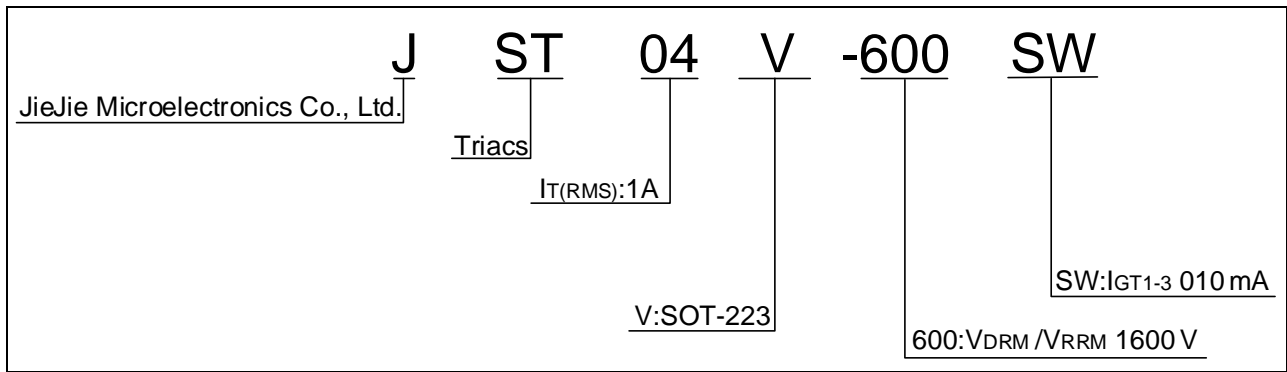 J ST 04 V -600 SW
JieJie Microelectronics Co., Ltd.
Triacs
IT(RMS):1A
SW:IGT1-3 010 mA
V:SOT-223
600:VDRM /VRRM 1600 V